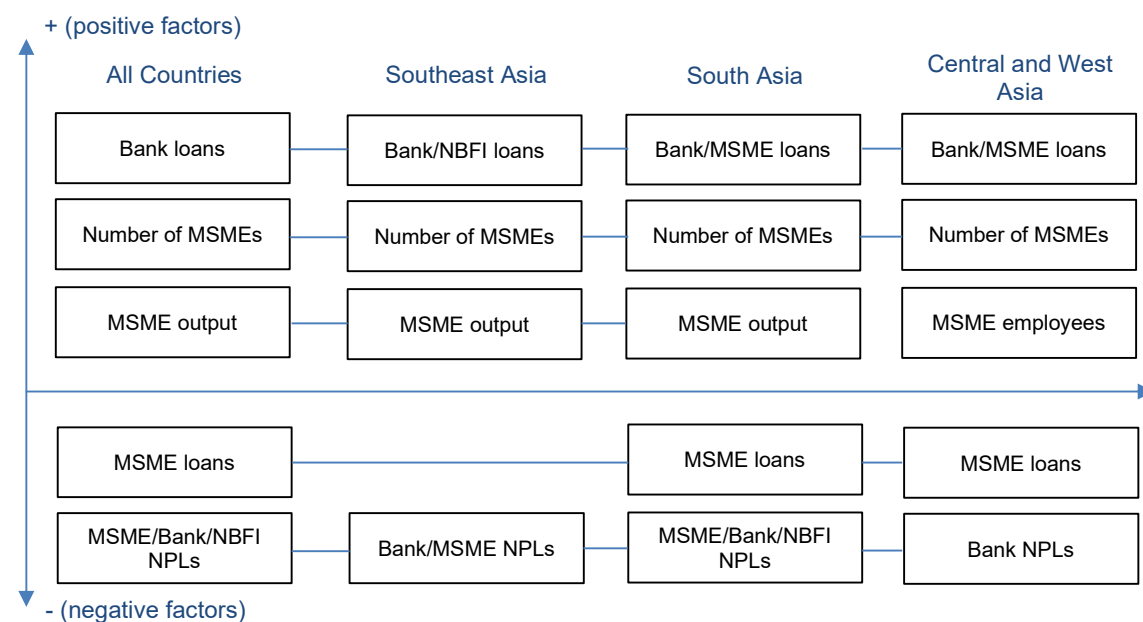 + (positive factors)
All Countries
Southeast Asia
South Asia
Central and West
Asia
Bank loans
Bank/NBFI loans
Bank/MSME loans
Bank/MSME loans
Number of MSMEs
Number of MSMEs
Number of MSMEs
Number of MSMEs
MSME output
MSME output
MSME output
MSME employees
MSME loans
MSME loans
MSME loans
MSME/Bank/NBFI
NPLs
Bank/MSME NPLs
MSME/Bank/NBFI
NPLs
Bank NPLs
- (negative factors)